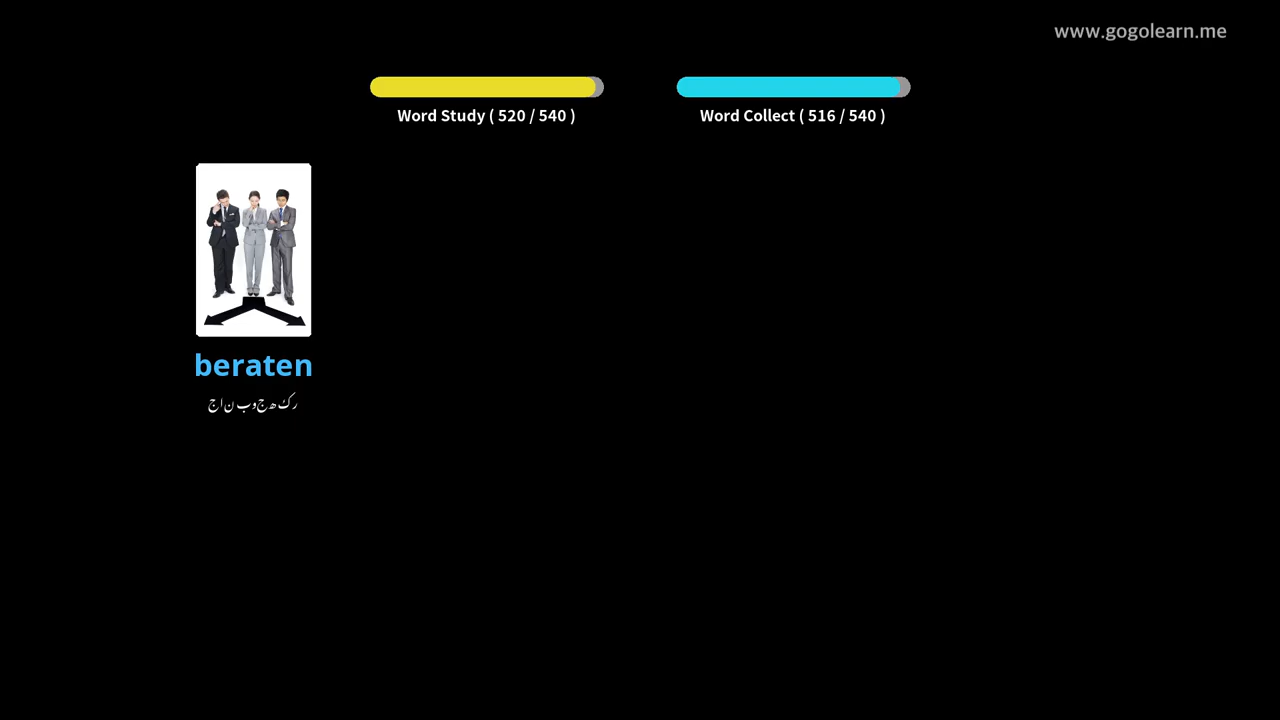 www.gogolearn.me
Word Study ( 520 / 540 )
Word Collect ( 516 / 540 )
beraten
جان بوجھ کر